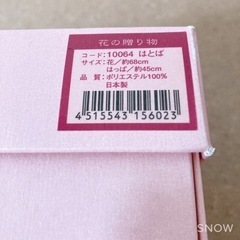 花の贈り物
コード：10064 はとば
サイズ：花／約68cm
はっぱ／約45cm
品 質：ポリエステル100%
日本製
4 515543 156023
SNOW